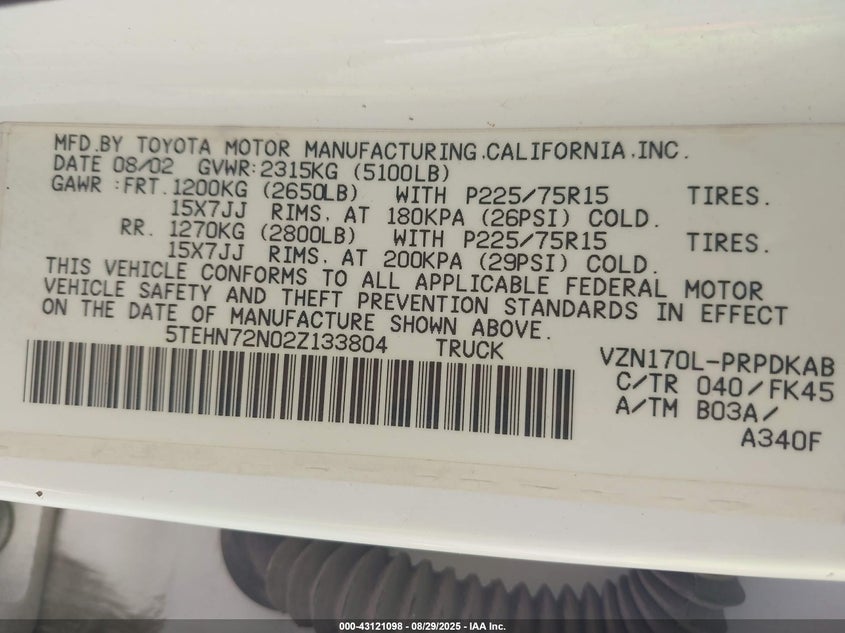 MFD.BY TOYOTA MOTOR MANUFACTURING.CALIFORNIA.INC.
DATE 08/02 GVWR:2315KG (5100LB)
GAWR :FRT.1200KG (2650LB) WITH P225/75R15 TIRES.
15X7JJ RIMS. AT 180KPA (26PSI) COLD.
RR. 1270KG (2800LB) WITH P225/75R15 TIRES.
15X7JJ RIMS. AT 200KPA (29PSI) COLD.
THIS VEHICLE CONFORMS TO ALL APPLICABLE FEDERAL MOTOR
VEHICLE SAFETY AND THEFT PREVENTION STANDARDS IN EFFECT
ON THE DATE OF MANUFACTURE SHOWN ABOVE.
5TEHN72N02Z133804 TRUCK
VZN170L-PRPDKAB
C/TR 040/FK45
A/TM B03A/
A340F
000-43121098 - 08/29/2025 - IAA Inc.